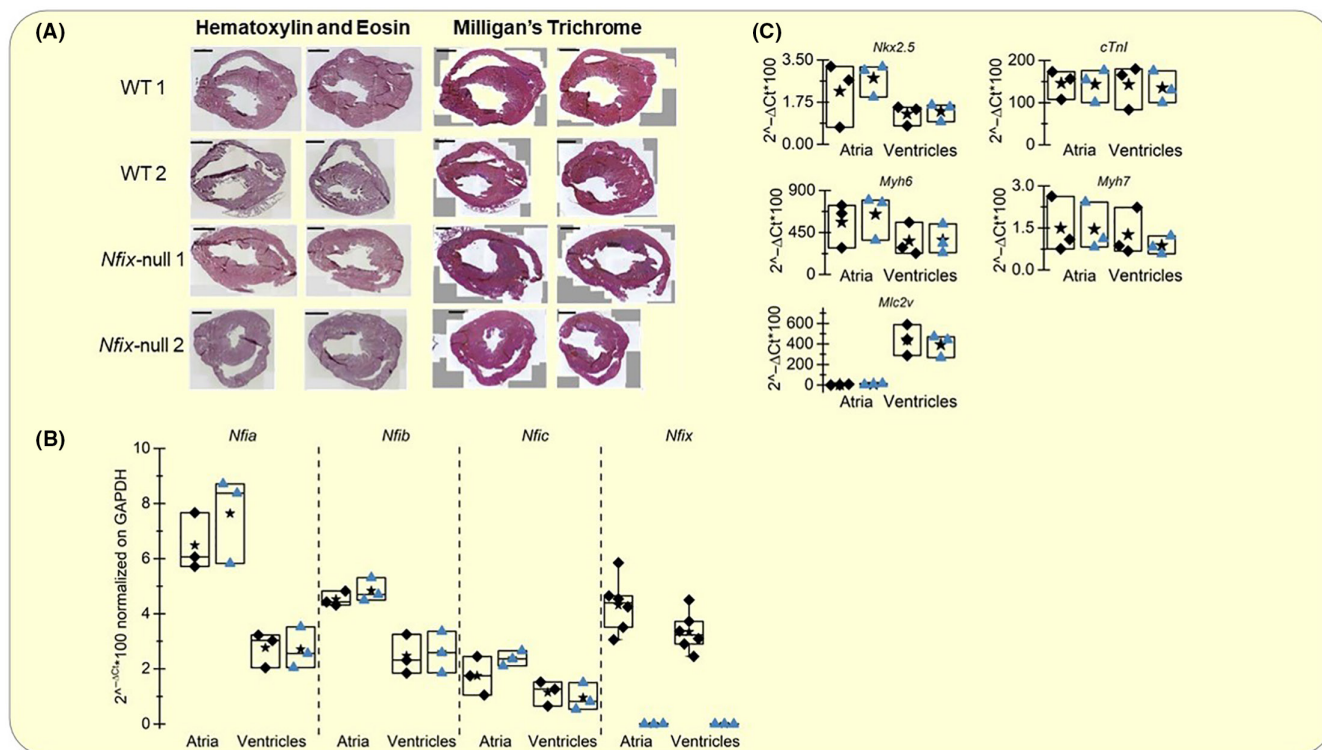 (A)
Hematoxylin and Eosin Milligan's Trichrome
WT 1
WT 2
Nfix-null 1
Nfix-null 2
(B)
Nfia Nfib Nfic Nfix
2^-ΔCt*100 normalized on GAPDH
10
8
6
4
2
0
Atria Ventricles Atria Ventricles Atria Ventricles Atria Ventricles
(C)
Nkx2.5
2^-ΔCt*100
3.50
1.75
0.00
Atria Ventricles
cTnI
2^-ΔCt*100
200
100
0
Atria Ventricles
Myh6
2^-ΔCt*100
900
450
0
Atria Ventricles
Myh7
2^-ΔCt*100
3.0
1.5
0.0
Atria Ventricles
Mlc2v
2^-ΔCt*100
600
400
200
0
Atria Ventricles